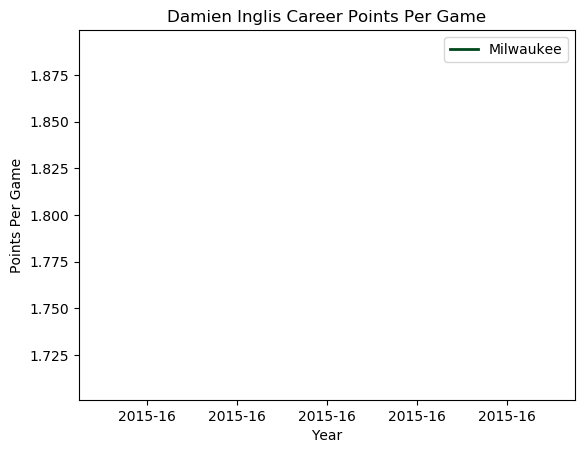 Damien Inglis Career Points Per Game
Milwaukee
Points Per Game
1.875
1.850
1.825
1.800
1.775
1.750
1.725
2015-16 2015-16 2015-16 2015-16 2015-16
Year